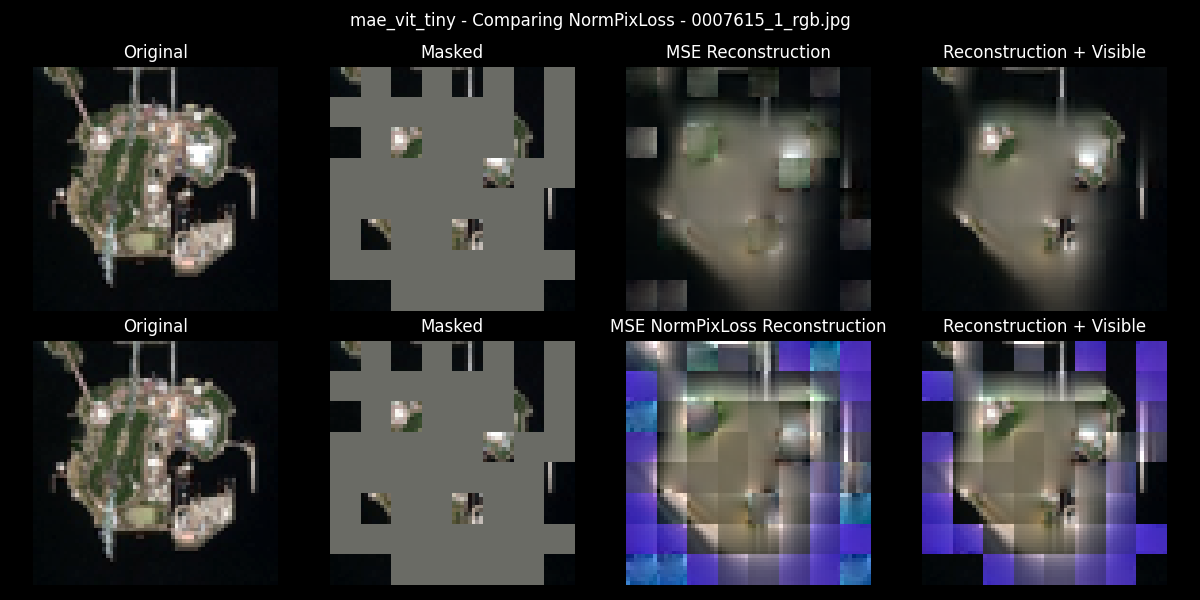 mae_vit_tiny - Comparing NormPixLoss - 0007615_1_rgb.jpg
Original
Masked
MSE Reconstruction
Reconstruction + Visible
Original
Masked
MSE NormPixLoss Reconstruction
Reconstruction + Visible